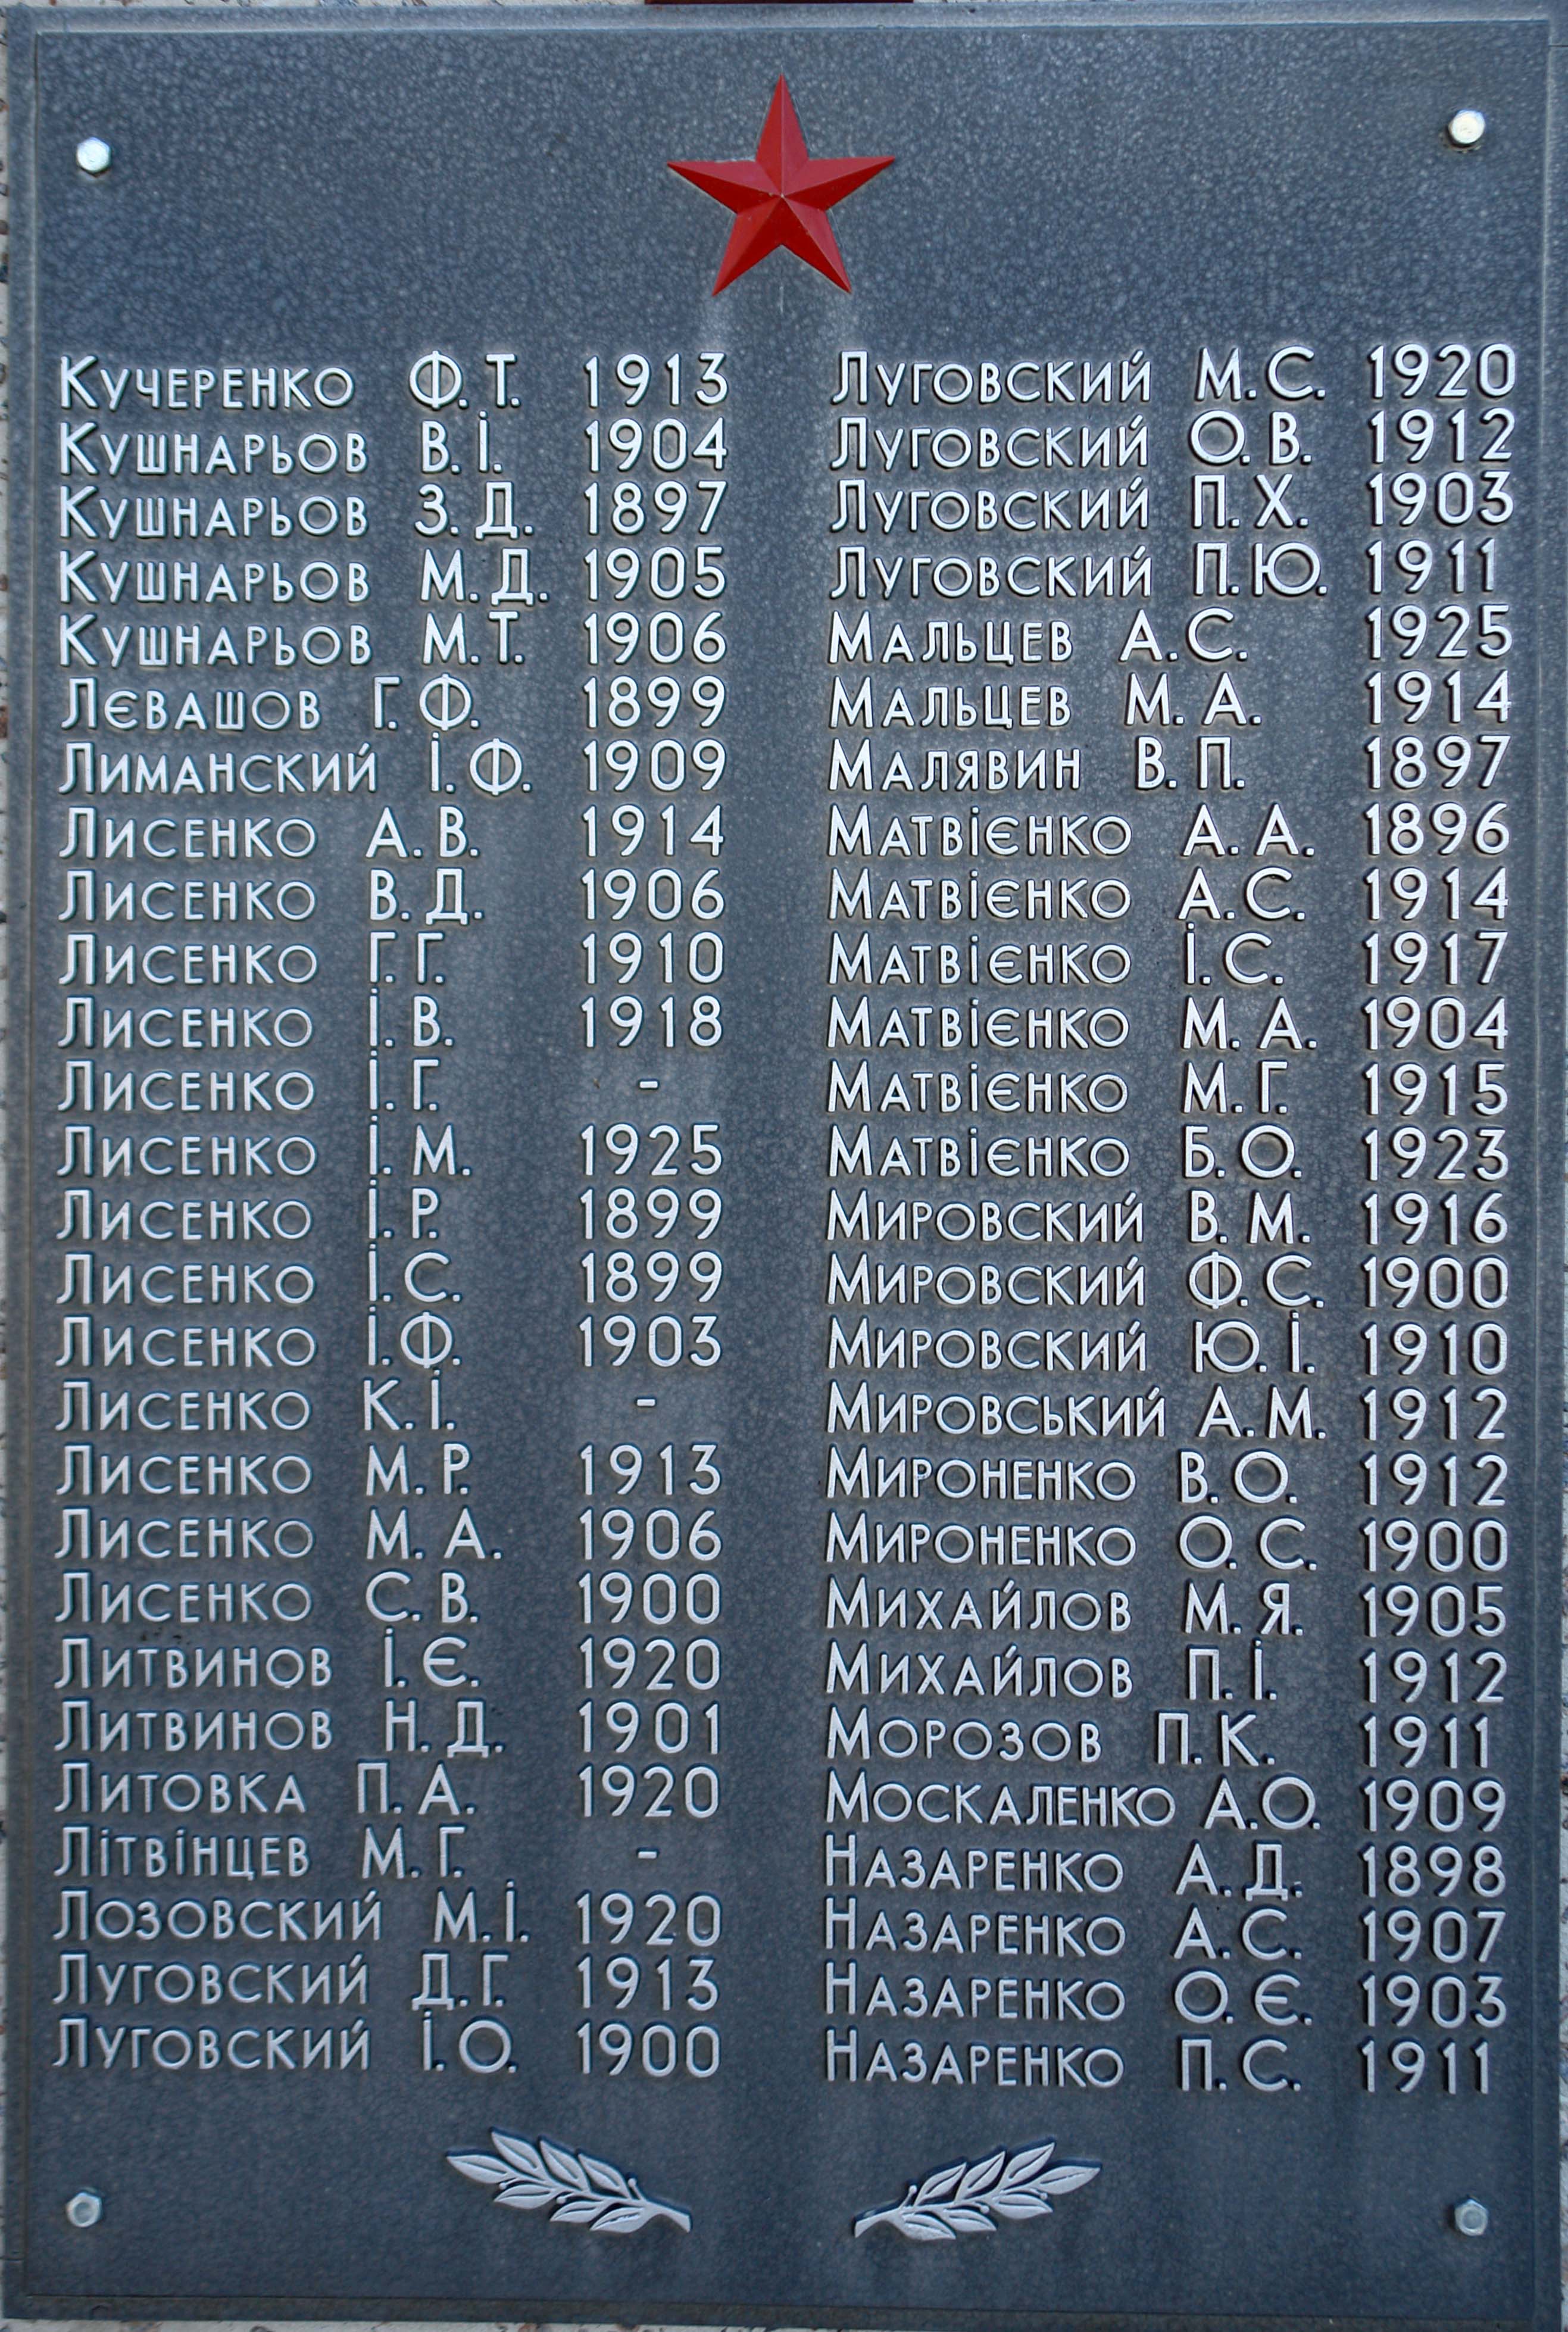 Кучеренко Ф.Т. 1913
Кушнарьов В.І. 1904
Кушнарьов З.Д. 1897
Кушнарьов М.Д. 1905
Кушнарьов М.Т. 1906
Лєвашов Г.Ф. 1899
Лиманский І.Ф. 1909
Лисенко А.В. 1914
Лисенко В.Д. 1906
Лисенко Г.Г. 1910
Лисенко І.В. 1918
Лисенко І.Г. -
Лисенко І.М. 1925
Лисенко І.Р. 1899
Лисенко І.С. 1899
Лисенко І.Ф. 1903
Лисенко К.І. -
Лисенко М.Р. 1913
Лисенко М.А. 1906
Лисенко С.В. 1900
Литвинов І.Є. 1920
Литвинов Н.Д. 1901
Литовка П.А. 1920
Літвінцев М.Г. -
Лозовский М.І. 1920
Луговский Д.Г. 1913
Луговский І.О. 1900
Луговский М.С. 1920
Луговский О.В. 1912
Луговский П.Х. 1903
Луговский П.Ю. 1911
Мальцев А.С. 1925
Мальцев М.А. 1914
Малявин В.П. 1897
Матвієнко А.А. 1896
Матвієнко А.С. 1914
Матвієнко І.С. 1917
Матвієнко М.А. 1904
Матвієнко М.Г. 1915
Матвієнко Б.О. 1923
Мировский В.М. 1916
Мировский Ф.С. 1900
Мировский Ю.І. 1910
Мировський А.М. 1912
Мироненко В.О. 1912
Мироненко О.С. 1900
Михайлов М.Я. 1905
Михайлов П.І. 1912
Морозов П.К. 1911
Москаленко А.О. 1909
Назаренко А.Д. 1898
Назаренко А.С. 1907
Назаренко О.Є. 1903
Назаренко П.С. 1911